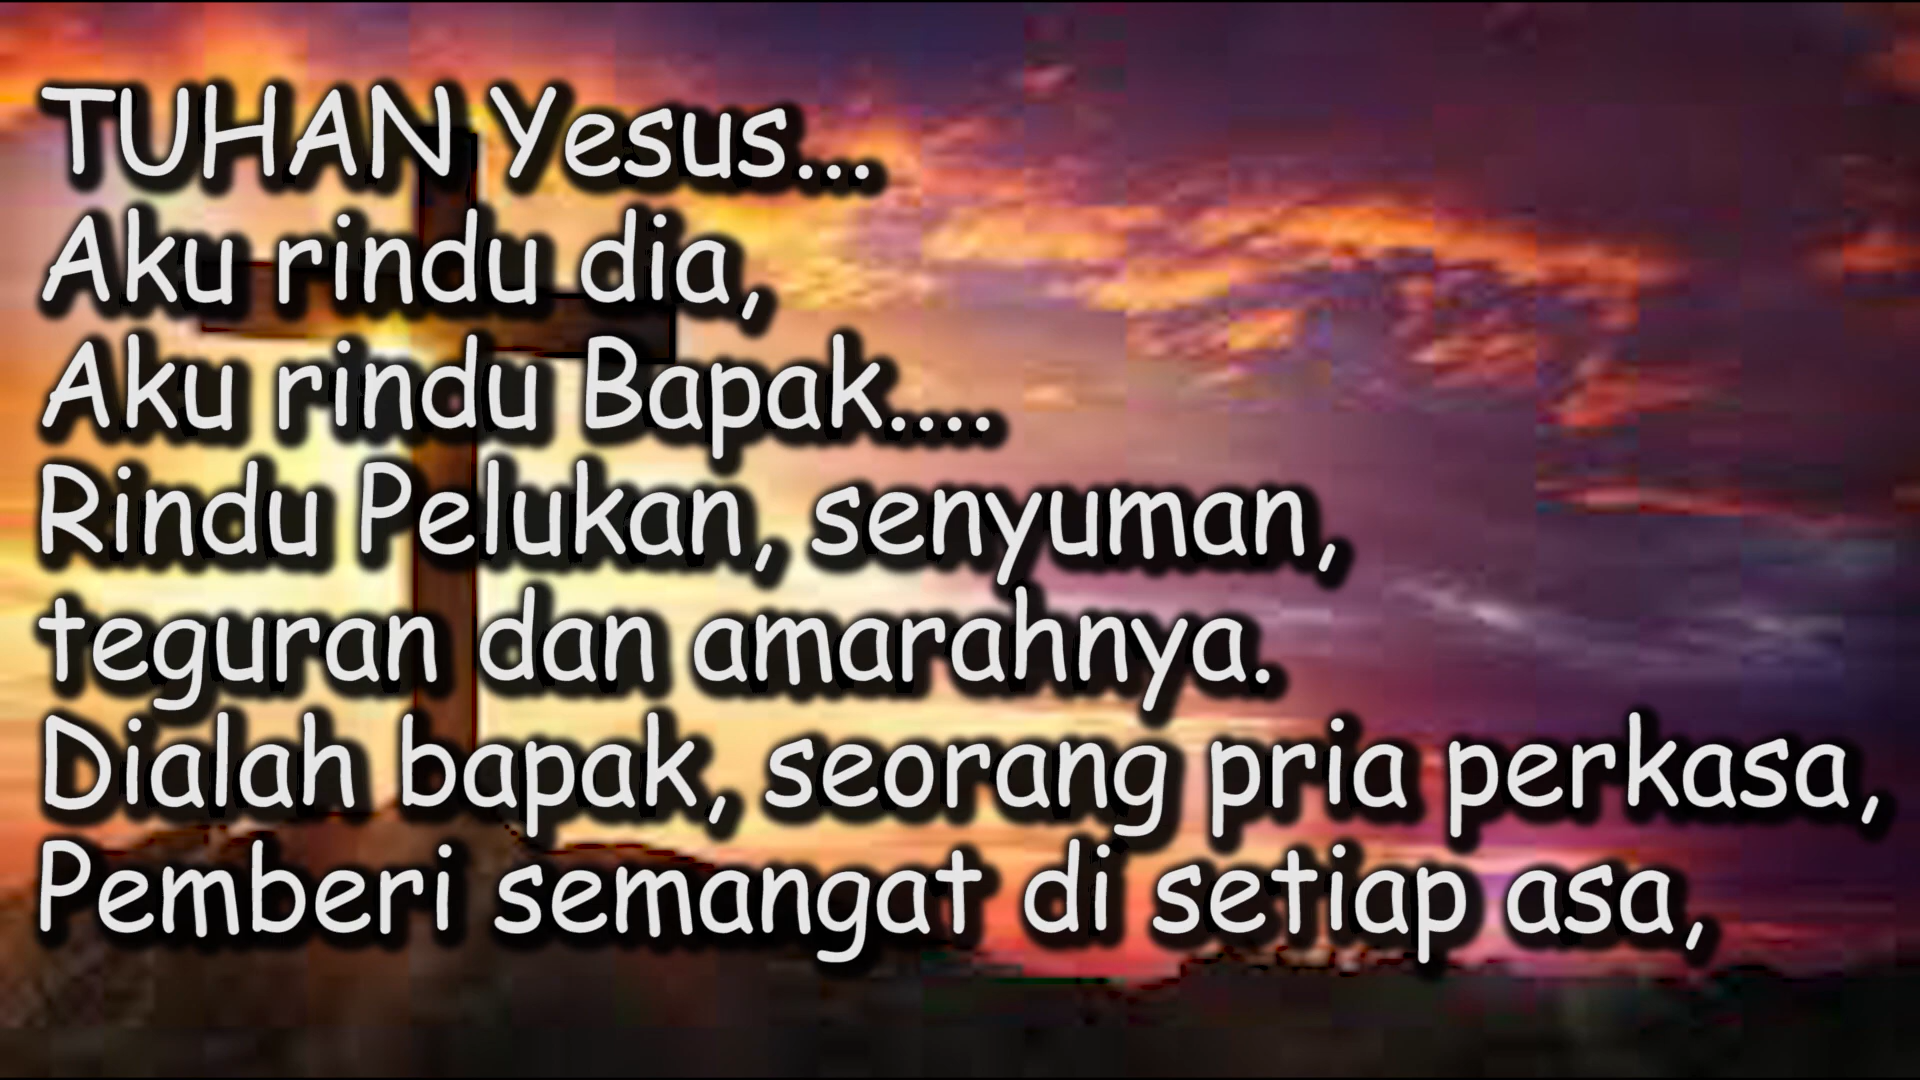 TUHAN Yesus...
Aku rindu dia,
Aku rindu Bapak....
Rindu Pelukan, senyuman,
teguran dan amarahnya.
Dialah bapak, seorang pria perkasa,
Pemberi semangat di setiap asa,